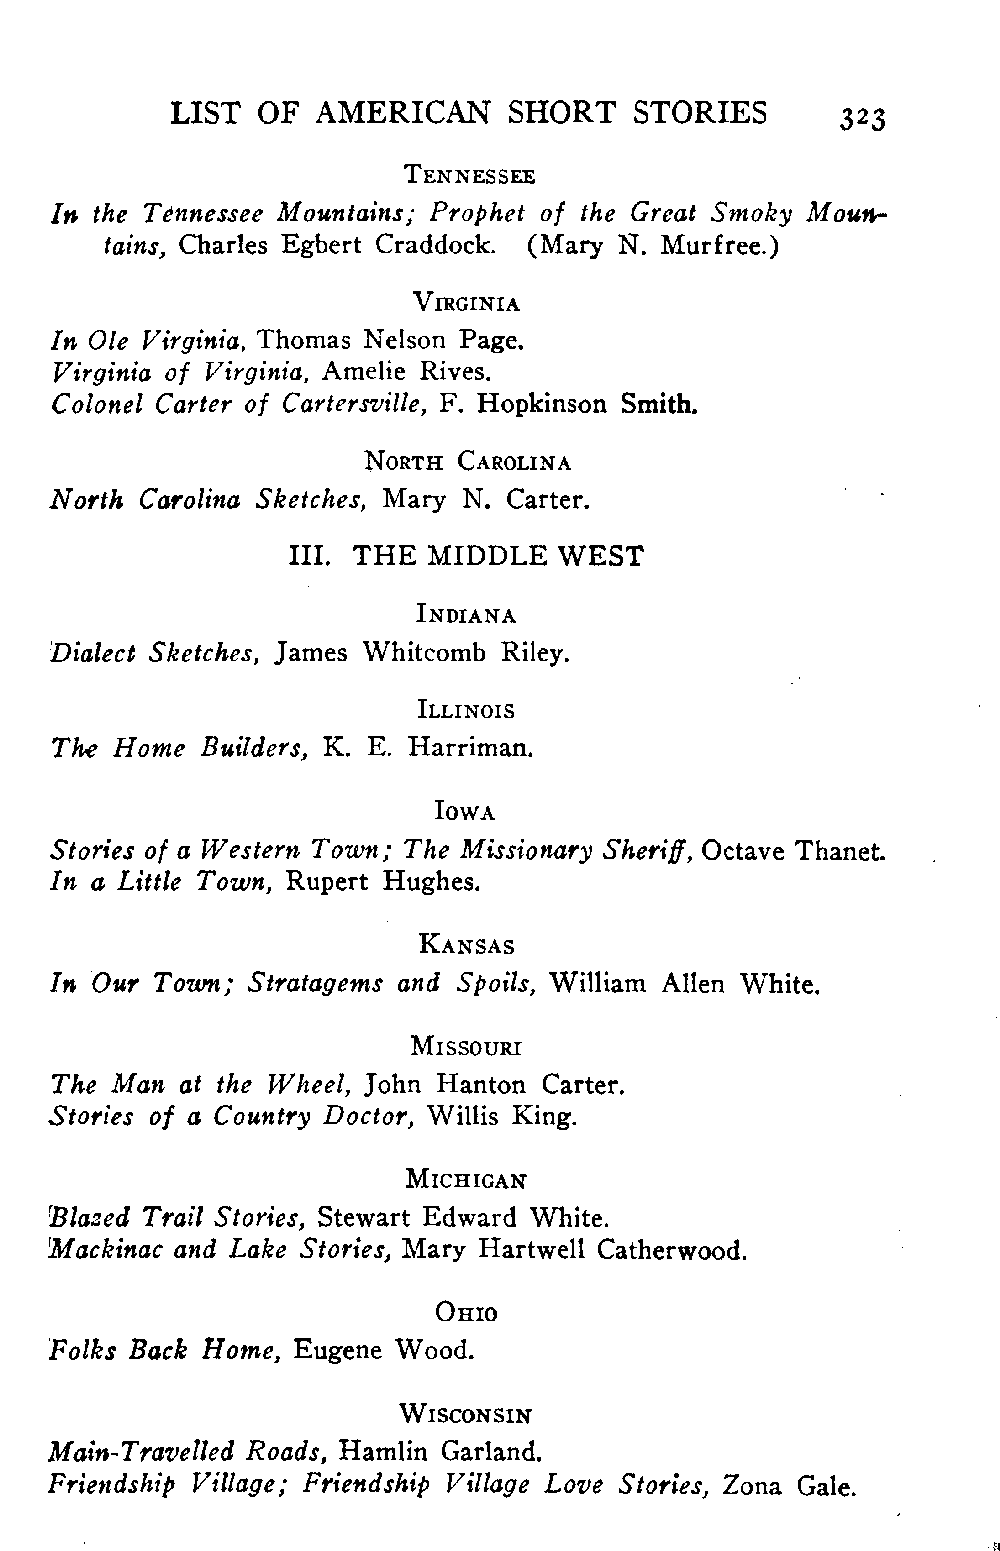 LIST OF AMERICAN SHORT STORIES 323
TENNESSEE
In the Tennessee Mountains; Prophet of the Great Smoky Moun-
tains, Charles Egbert Craddock. (Mary N. Murfree.)
VIRGINIA
In Ole Virginia, Thomas Nelson Page.
Virginia of Virginia, Amelie Rives.
Colonel Carter of Cartersville, F. Hopkinson Smith.
NORTH CAROLINA
North Carolina Sketches, Mary N. Carter.
III. THE MIDDLE WEST
INDIANA
Dialect Sketches, James Whitcomb Riley.
ILLINOIS
The Home Builders, K. E. Harriman.
IOWA
Stories of a Western Town; The Missionary Sheriff, Octave Thanet.
In a Little Town, Rupert Hughes.
KANSAS
In Our Town; Stratagems and Spoils, William Allen White.
MISSOURI
The Man at the Wheel, John Hanton Carter.
Stories of a Country Doctor, Willis King.
MICHIGAN
Blazed Trail Stories, Stewart Edward White.
Mackinac and Lake Stories, Mary Hartwell Catherwood.
OHIO
Folks Back Home, Eugene Wood.
WISCONSIN
Main-Travelled Roads, Hamlin Garland.
Friendship Village; Friendship Village Love Stories, Zona Gale.